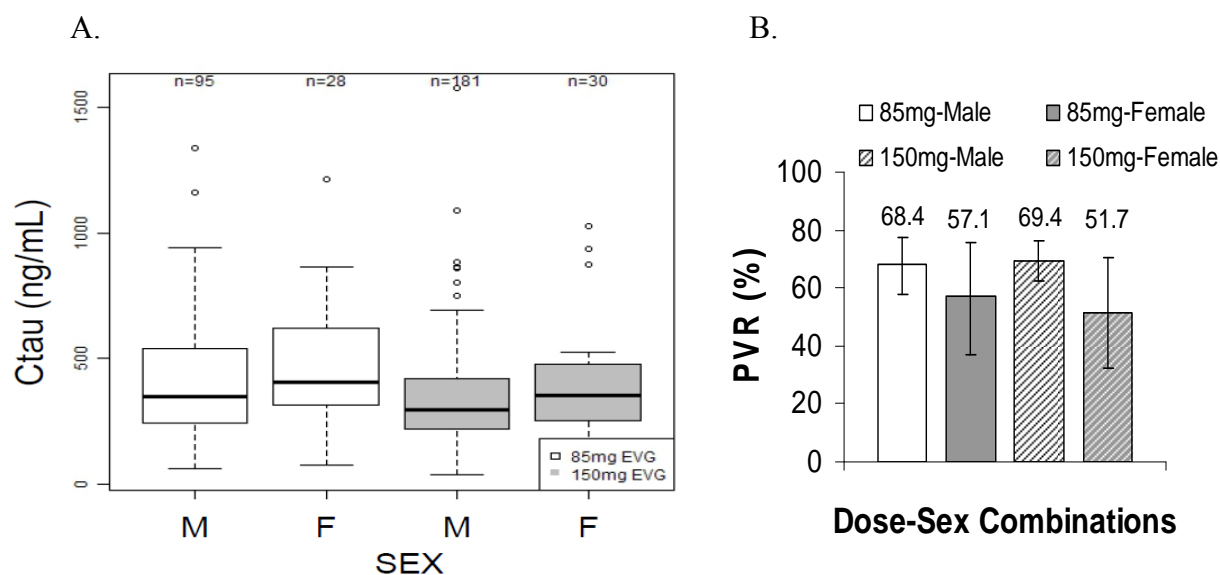 A.
n=95 n=28 n=181 n=30
1500
1000
500
0
Ctau (ng/mL)
85mg EVG
150mg EVG
M F M F
SEX
B.
85mg-Male 85mg-Female
150mg-Male 150mg-Female
100
80
60
40
20
0
PVR (%)
68.4 57.1 69.4 51.7
Dose-Sex Combinations